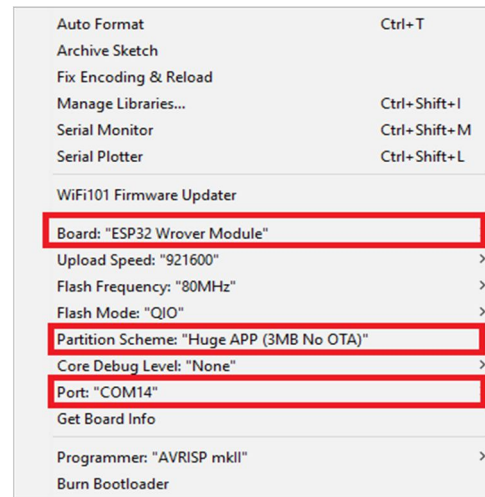 Auto Format Ctrl+T
Archive Sketch
Fix Encoding & Reload
Manage Libraries... Ctrl+Shift+I
Serial Monitor Ctrl+Shift+M
Serial Plotter Ctrl+Shift+L
WiFi101 Firmware Updater
Board: "ESP32 Wrover Module"
Upload Speed: "921600"
Flash Frequency: "80MHz"
Flash Mode: "QIO"
Partition Scheme: "Huge APP (3MB No OTA)"
Core Debug Level: "None"
Port: "COM14"
Get Board Info
Programmer: "AVRISP mkII"
Burn Bootloader